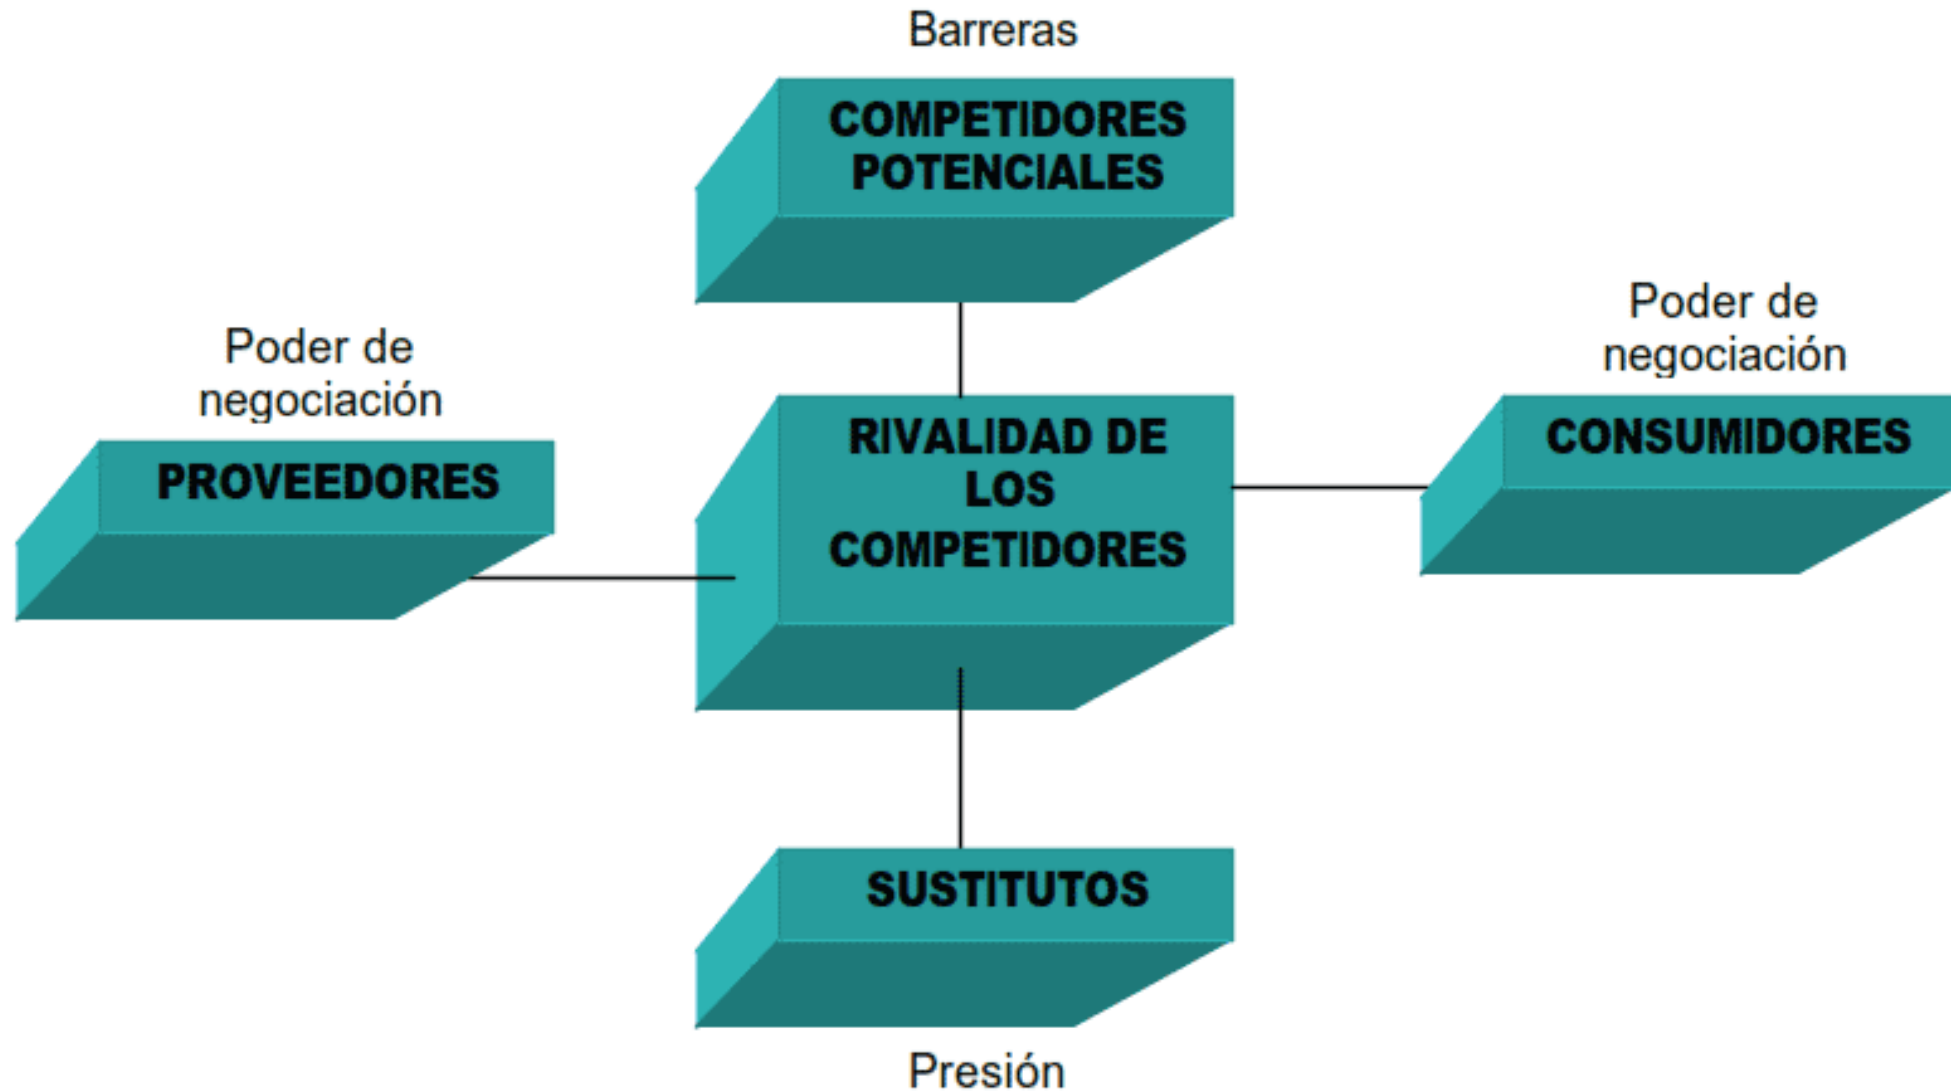 Barreras
COMPETIDORES
POTENCIALES
Poder de
negociación
PROVEEDORES
RIVALIDAD DE
LOS
COMPETIDORES
Poder de
negociación
CONSUMIDORES
SUSTITUTOS
Presión